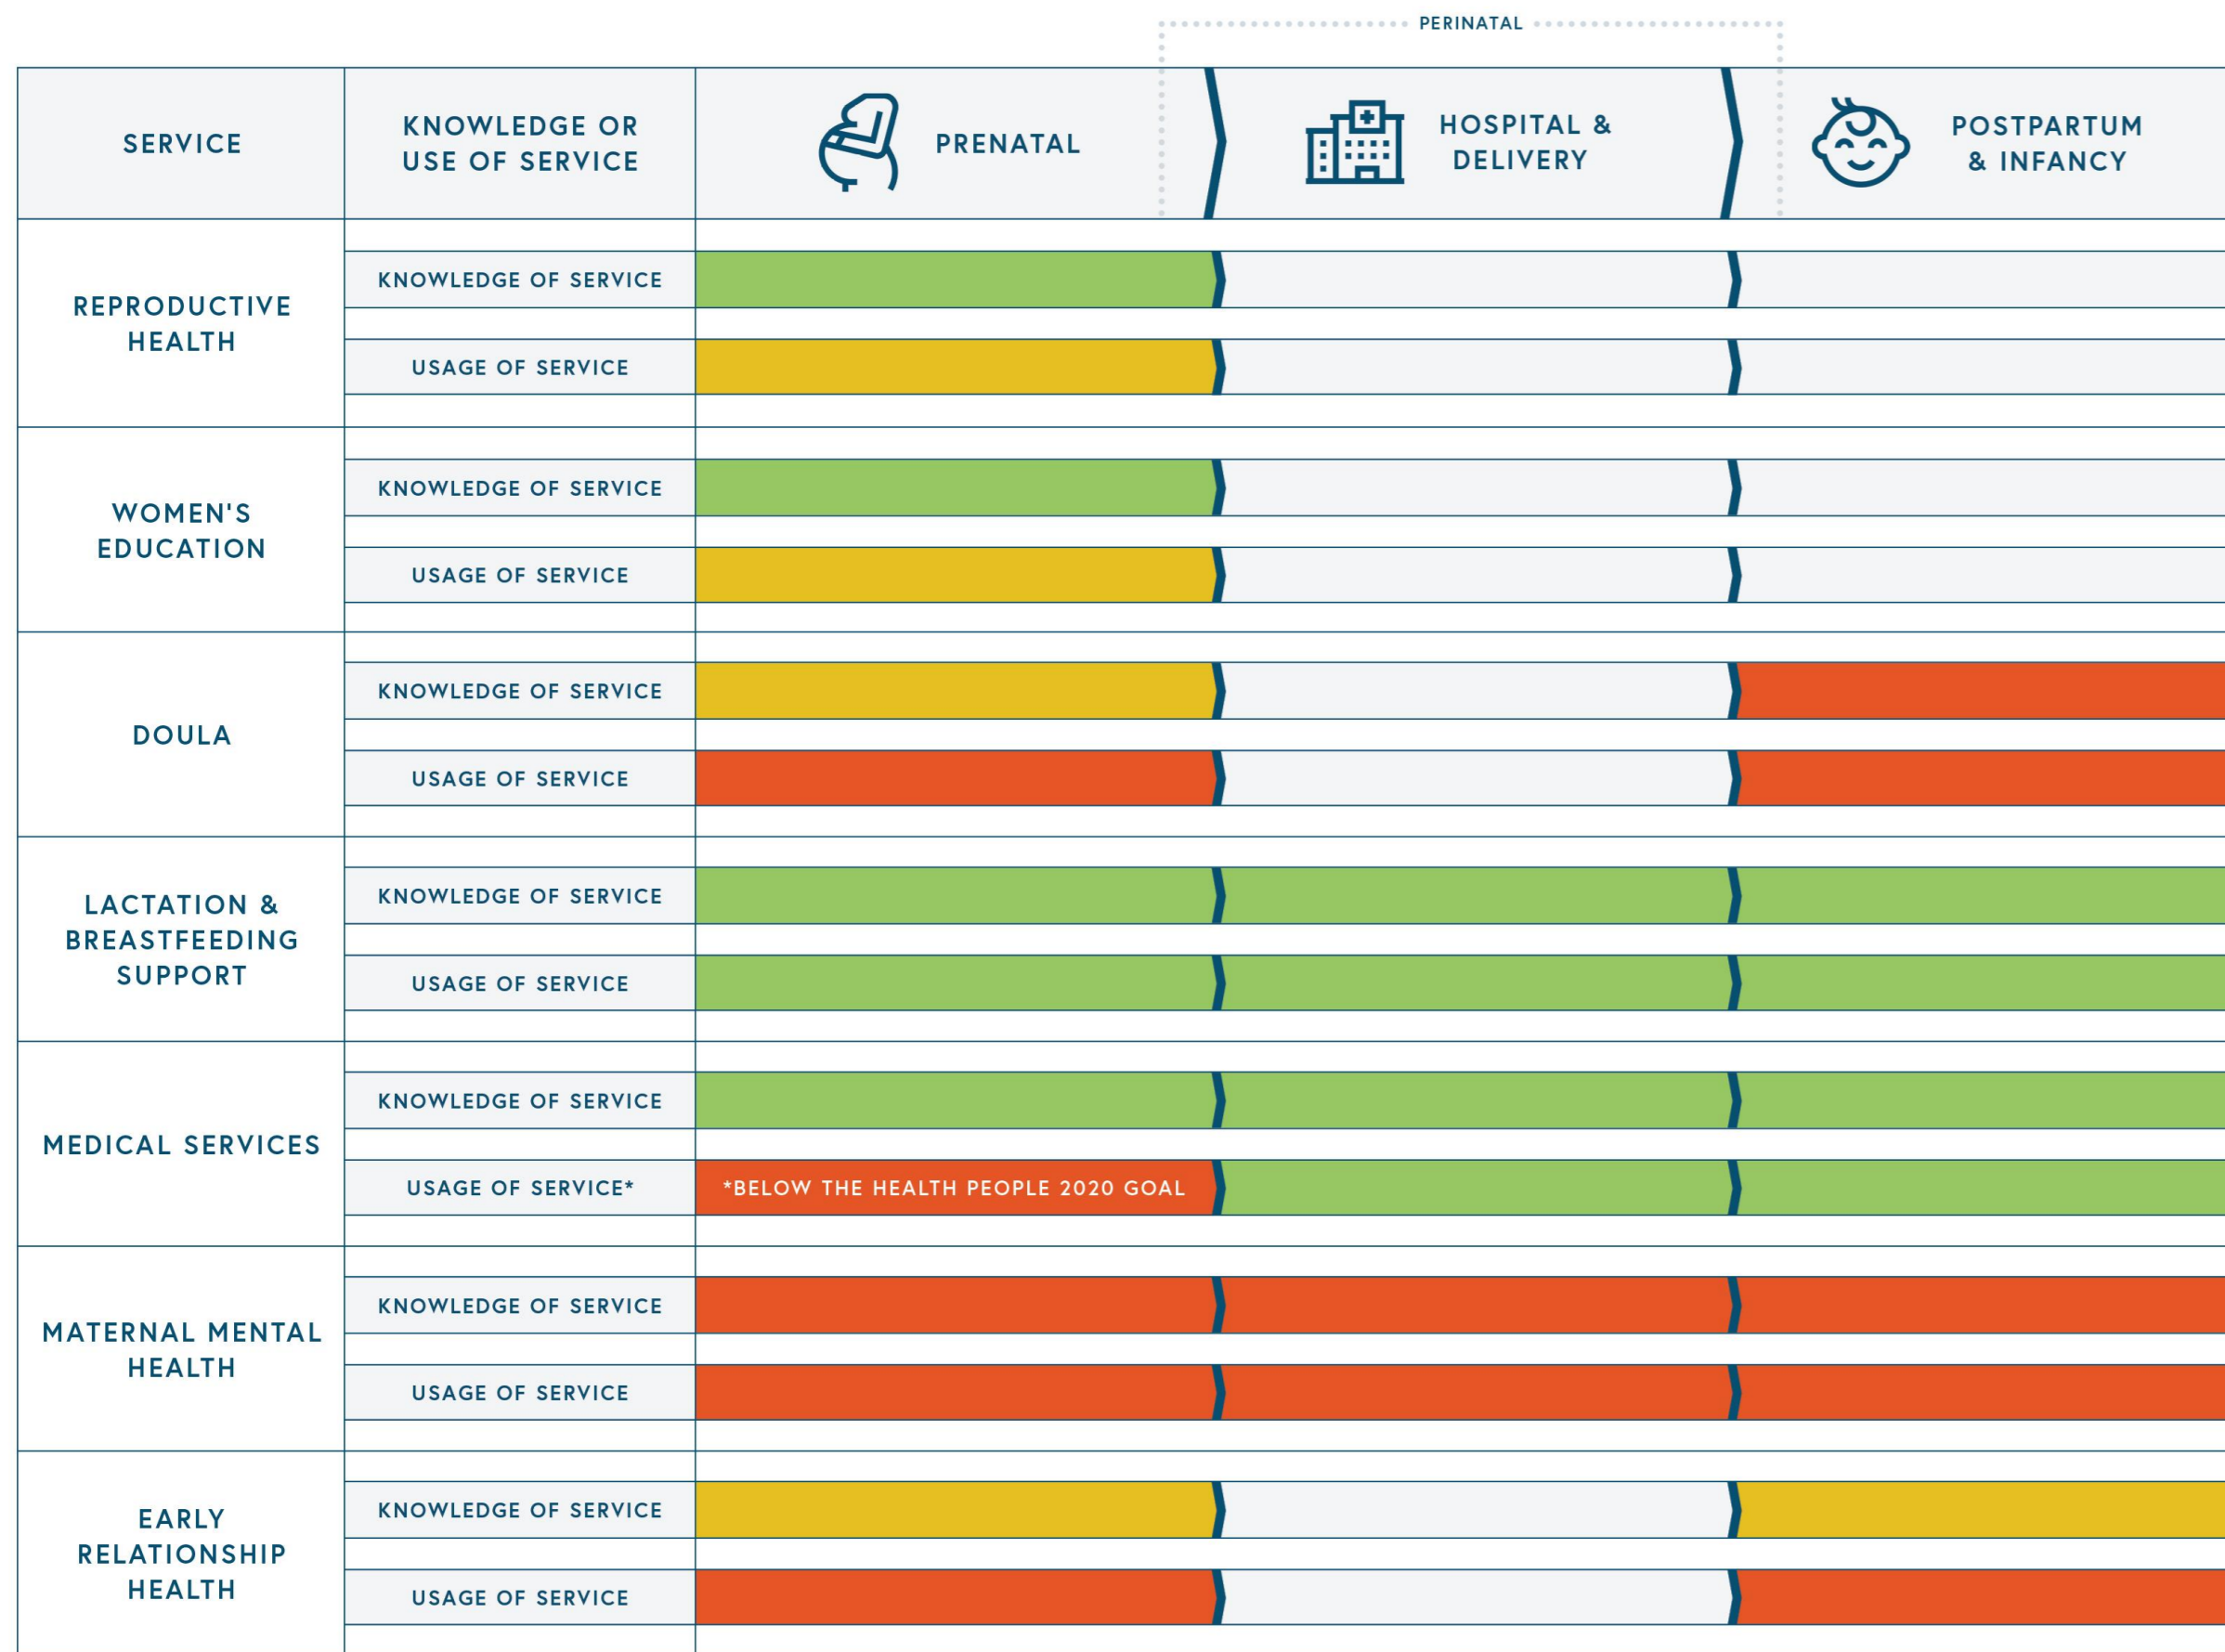 PERINATAL
SERVICE
KNOWLEDGE OR
USE OF SERVICE
PRENATAL
HOSPITAL &
DELIVERY
POSTPARTUM
& INFANCY
REPRODUCTIVE
HEALTH
KNOWLEDGE OF SERVICE
USAGE OF SERVICE
WOMEN'S
EDUCATION
KNOWLEDGE OF SERVICE
USAGE OF SERVICE
DOULA
KNOWLEDGE OF SERVICE
USAGE OF SERVICE
LACTATION &
BREASTFEEDING
SUPPORT
KNOWLEDGE OF SERVICE
USAGE OF SERVICE
MEDICAL SERVICES
KNOWLEDGE OF SERVICE
USAGE OF SERVICE*
*BELOW THE HEALTH PEOPLE 2020 GOAL
MATERNAL MENTAL
HEALTH
KNOWLEDGE OF SERVICE
USAGE OF SERVICE
EARLY
RELATIONSHIP
HEALTH
KNOWLEDGE OF SERVICE
USAGE OF SERVICE